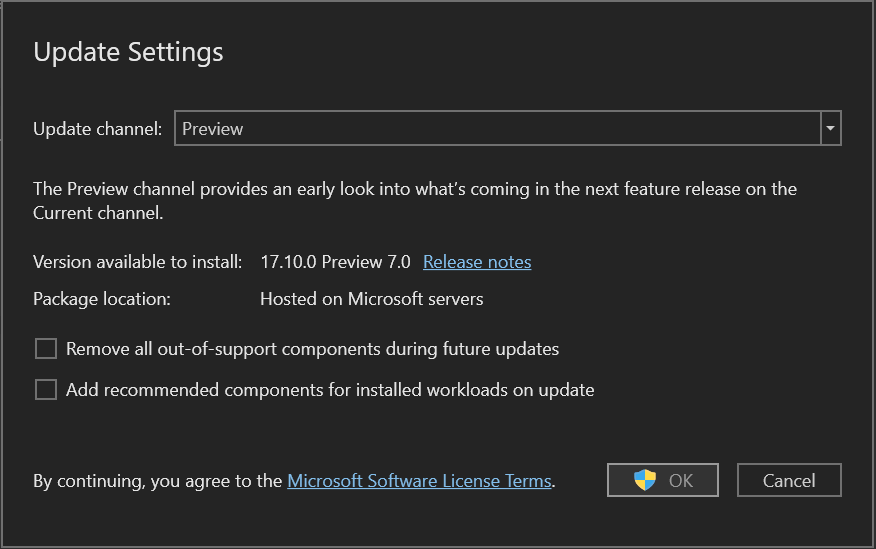 Update Settings
Update channel: Preview
The Preview channel provides an early look into what's coming in the next feature release on the
Current channel.
Version available to install: 17.10.0 Preview 7.0 Release notes
Package location: Hosted on Microsoft servers
Remove all out-of-support components during future updates
Add recommended components for installed workloads on update
By continuing, you agree to the Microsoft Software License Terms. OK Cancel